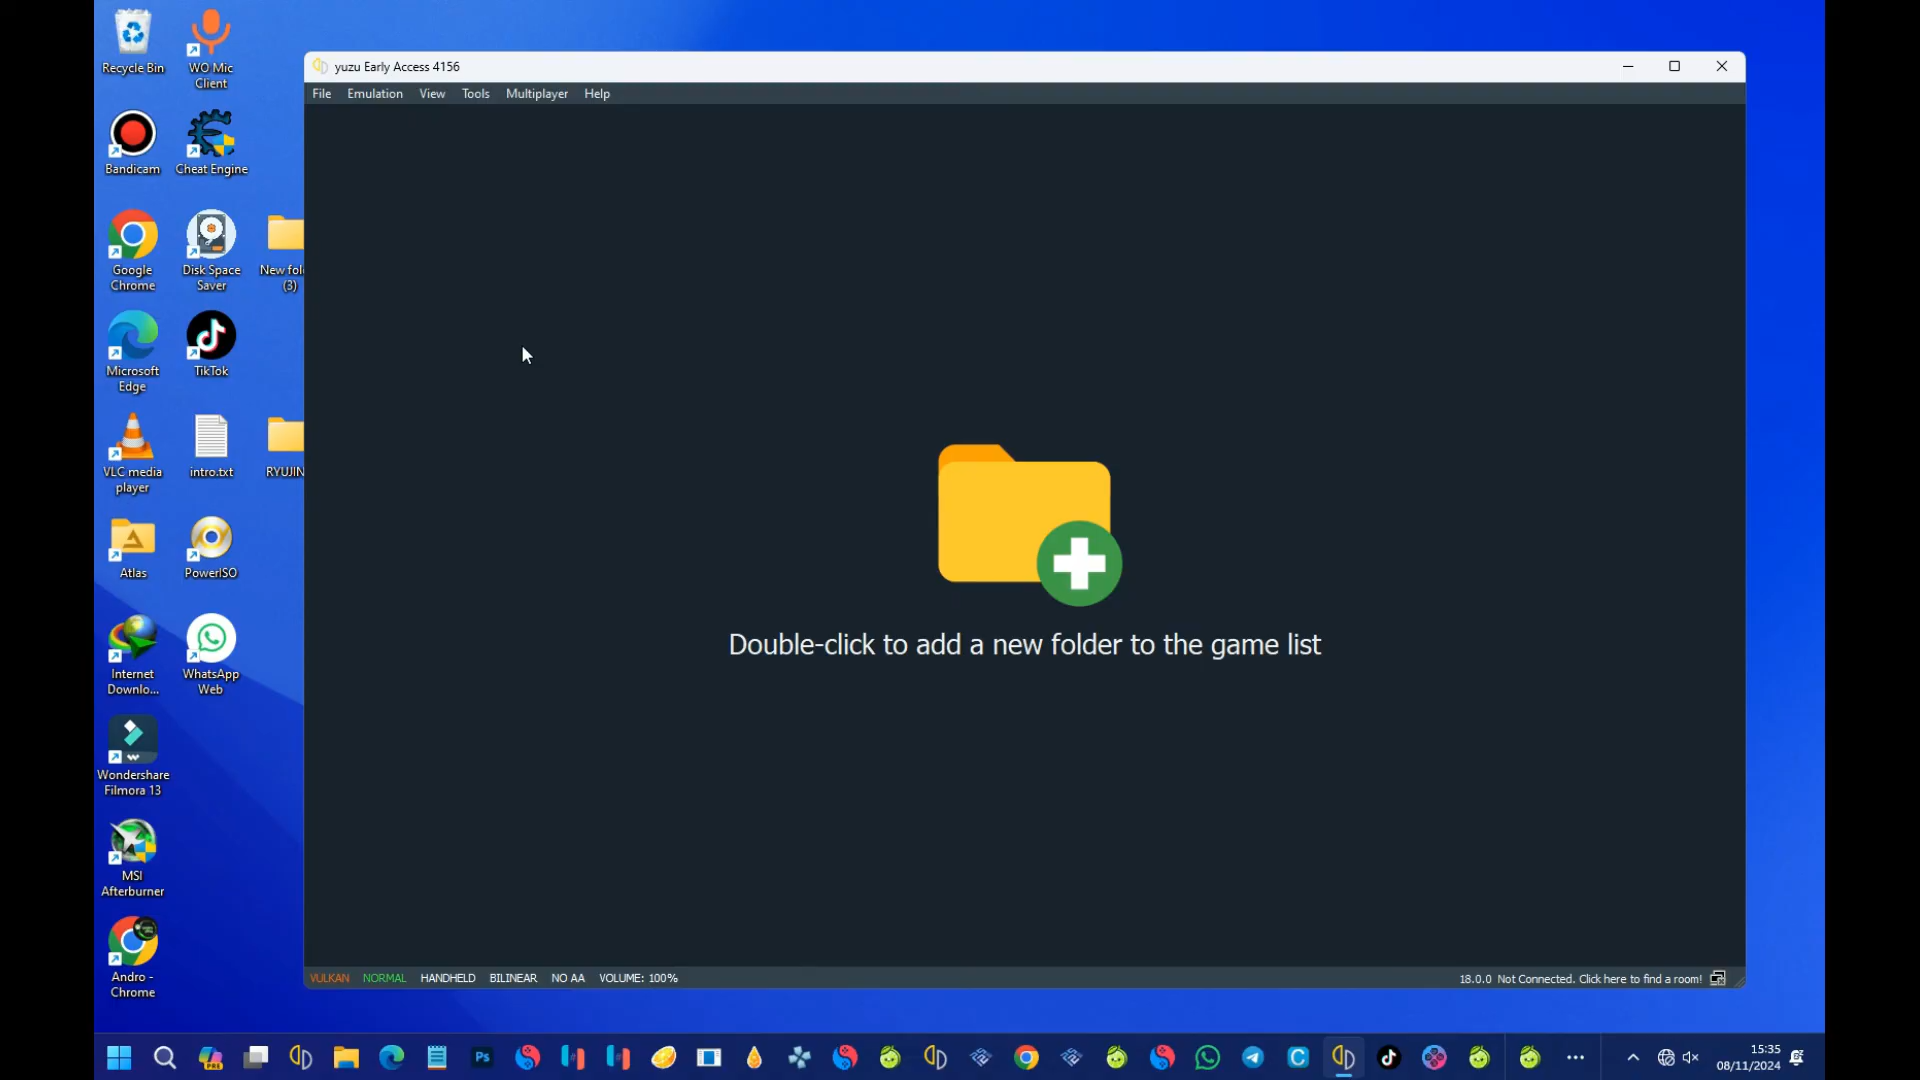 Recycle Bin
WO Mic
Client
Bandicam
Cheat Engine
Google
Chrome
Disk Space
Saver
New fol
(3)
Microsoft
Edge
TikTok
VLC media
player
intro.txt
RYUJIN
Atlas
PowerISO
Internet
Downlo...
WhatsApp
Web
Wondershare
Filmora 13
MSI
Afterburner
Andro -
Chrome
yuzu Early Access 4156
File Emulation View Tools Multiplayer Help
Double-click to add a new folder to the game list
VULKAN NORMAL HANDHELD BILINEAR NO AA VOLUME: 100%
18.0.0 Not Connected. Click here to find a room!
PRE
Ps
15:35
08/11/2024